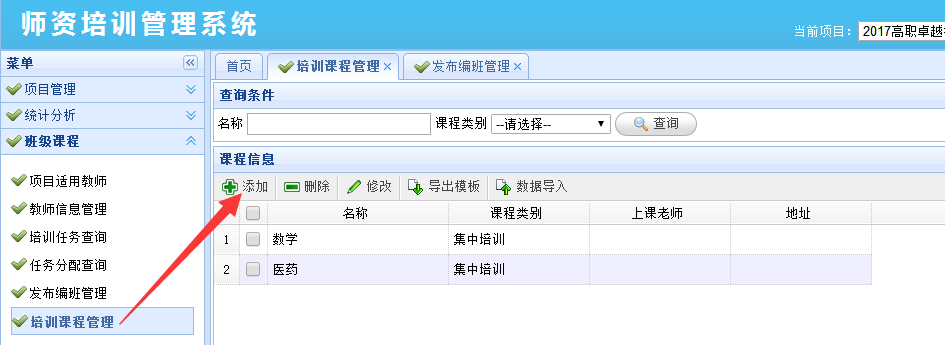 师资培训管理系统
当前项目： 2017高职卓越
菜单
项目管理
统计分析
班级课程
项目适用教师
教师信息管理
培训任务查询
任务分配查询
发布编班管理
培训课程管理
首页 培训课程管理 发布编班管理
查询条件
名称 课程类别 --请选择-- 查询
课程信息
添加 删除 修改 导出模板 数据导入
名称 课程类别 上课老师 地址
1 数学 集中培训
2 医药 集中培训